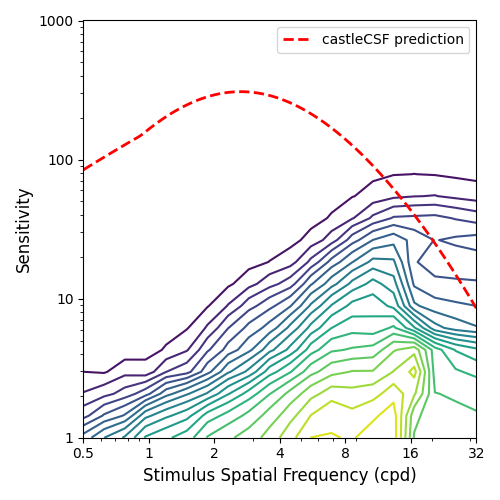 1000
castleCSF prediction
100
Sensitivity
10
1
0.5 1 2 4 8 16 32
Stimulus Spatial Frequency (cpd)